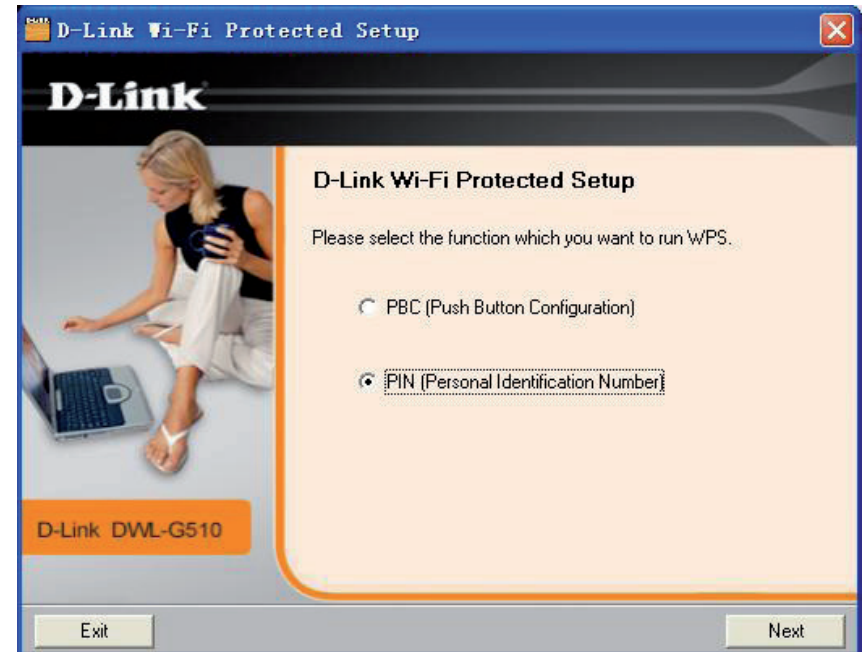 D-Link Wi-Fi Protected Setup
D-Link
D-Link Wi-Fi Protected Setup
Please select the function which you want to run WPS.
PBC (Push Button Configuration)
PIN (Personal Identification Number)
D-Link DWL-G510
Exit
Next